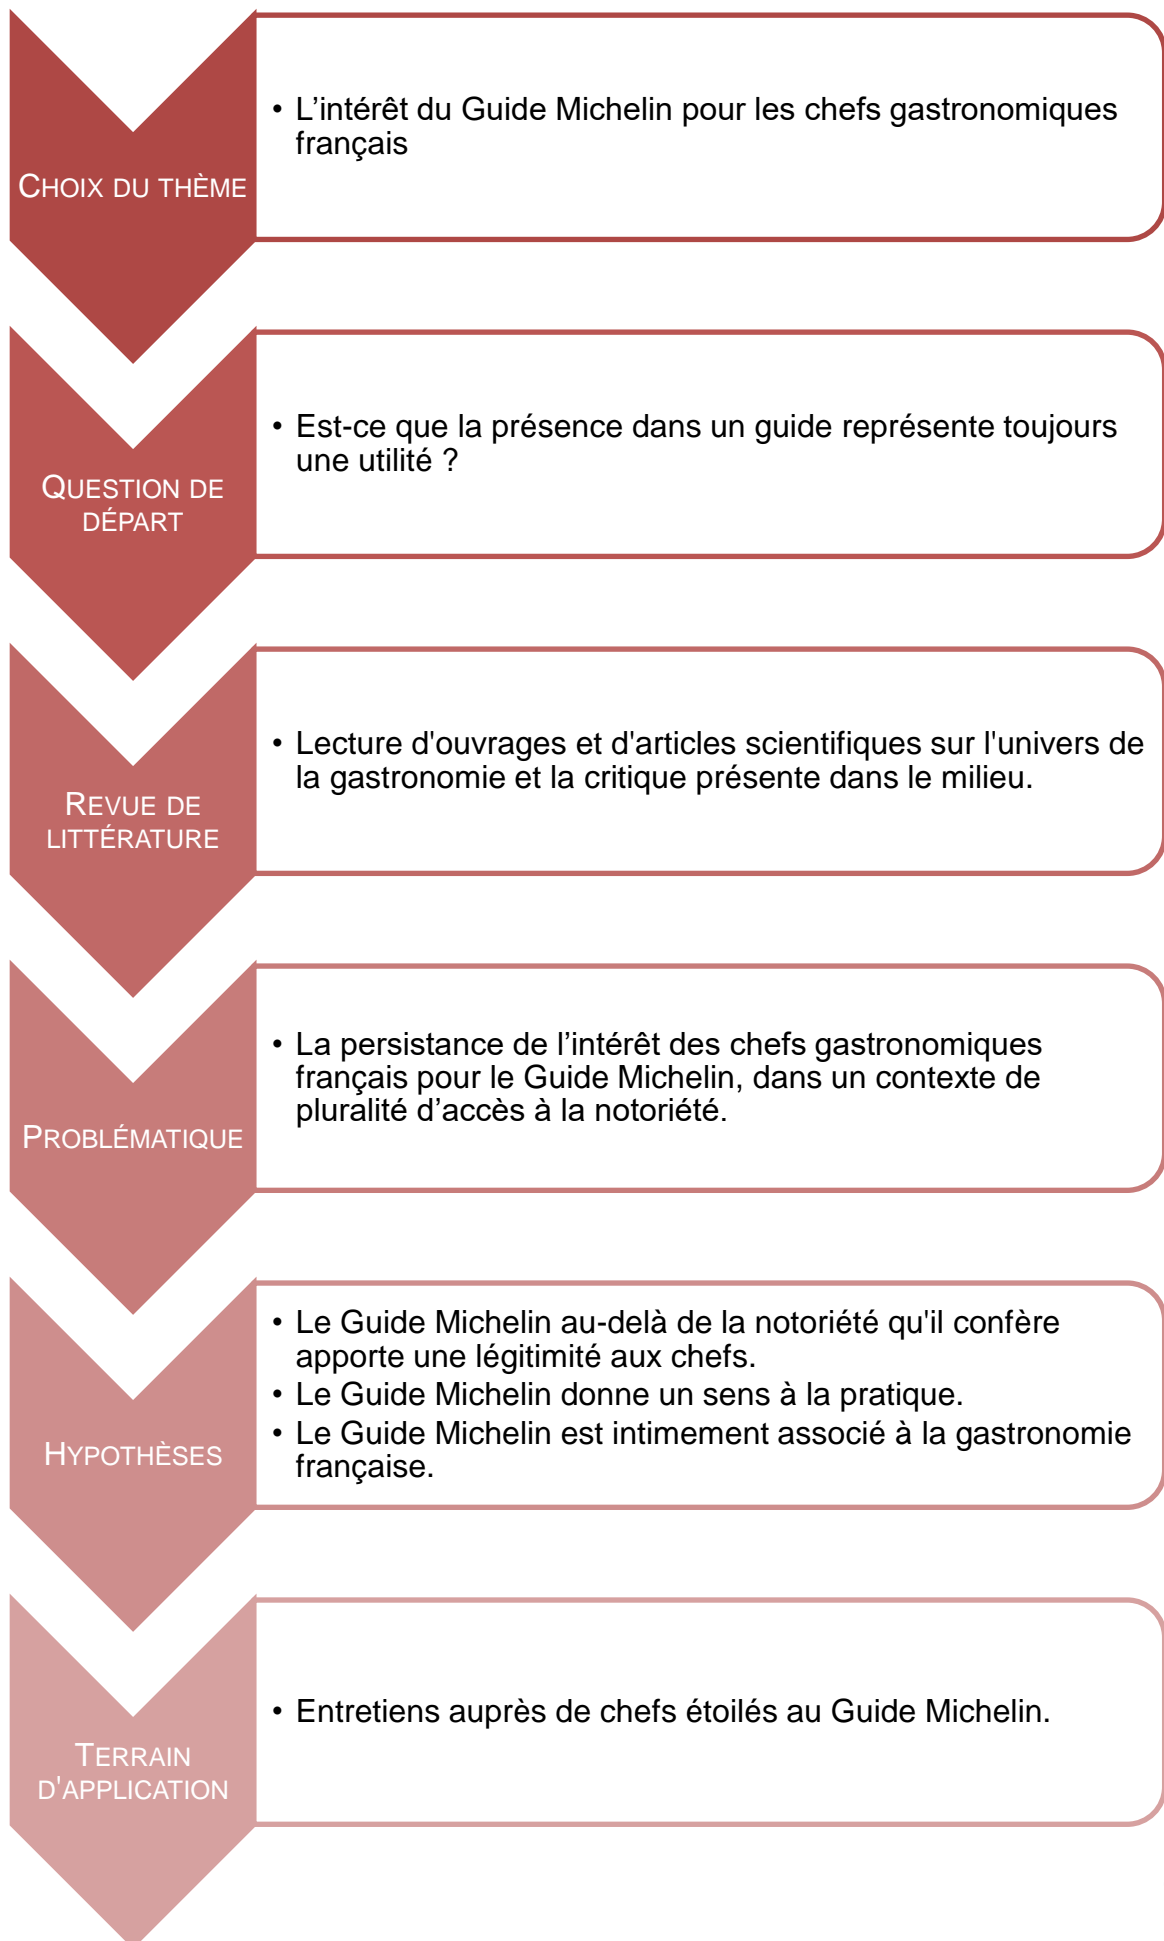 CHOIX DU THÈME
• L’intérêt du Guide Michelin pour les chefs gastronomiques
français
QUESTION DE
DÉPART
• Est-ce que la présence dans un guide représente toujours
une utilité ?
REVUE DE
LITTÉRATURE
• Lecture d'ouvrages et d'articles scientifiques sur l'univers de
la gastronomie et la critique présente dans le milieu.
PROBLÉMATIQUE
• La persistance de l’intérêt des chefs gastronomiques
français pour le Guide Michelin, dans un contexte de
pluralité d’accès à la notoriété.
HYPOTHÈSES
• Le Guide Michelin au-delà de la notoriété qu'il confère
apporte une légitimité aux chefs.
• Le Guide Michelin donne un sens à la pratique.
• Le Guide Michelin est intimement associé à la gastronomie
française.
TERRAIN
D'APPLICATION
• Entretiens auprès de chefs étoilés au Guide Michelin.